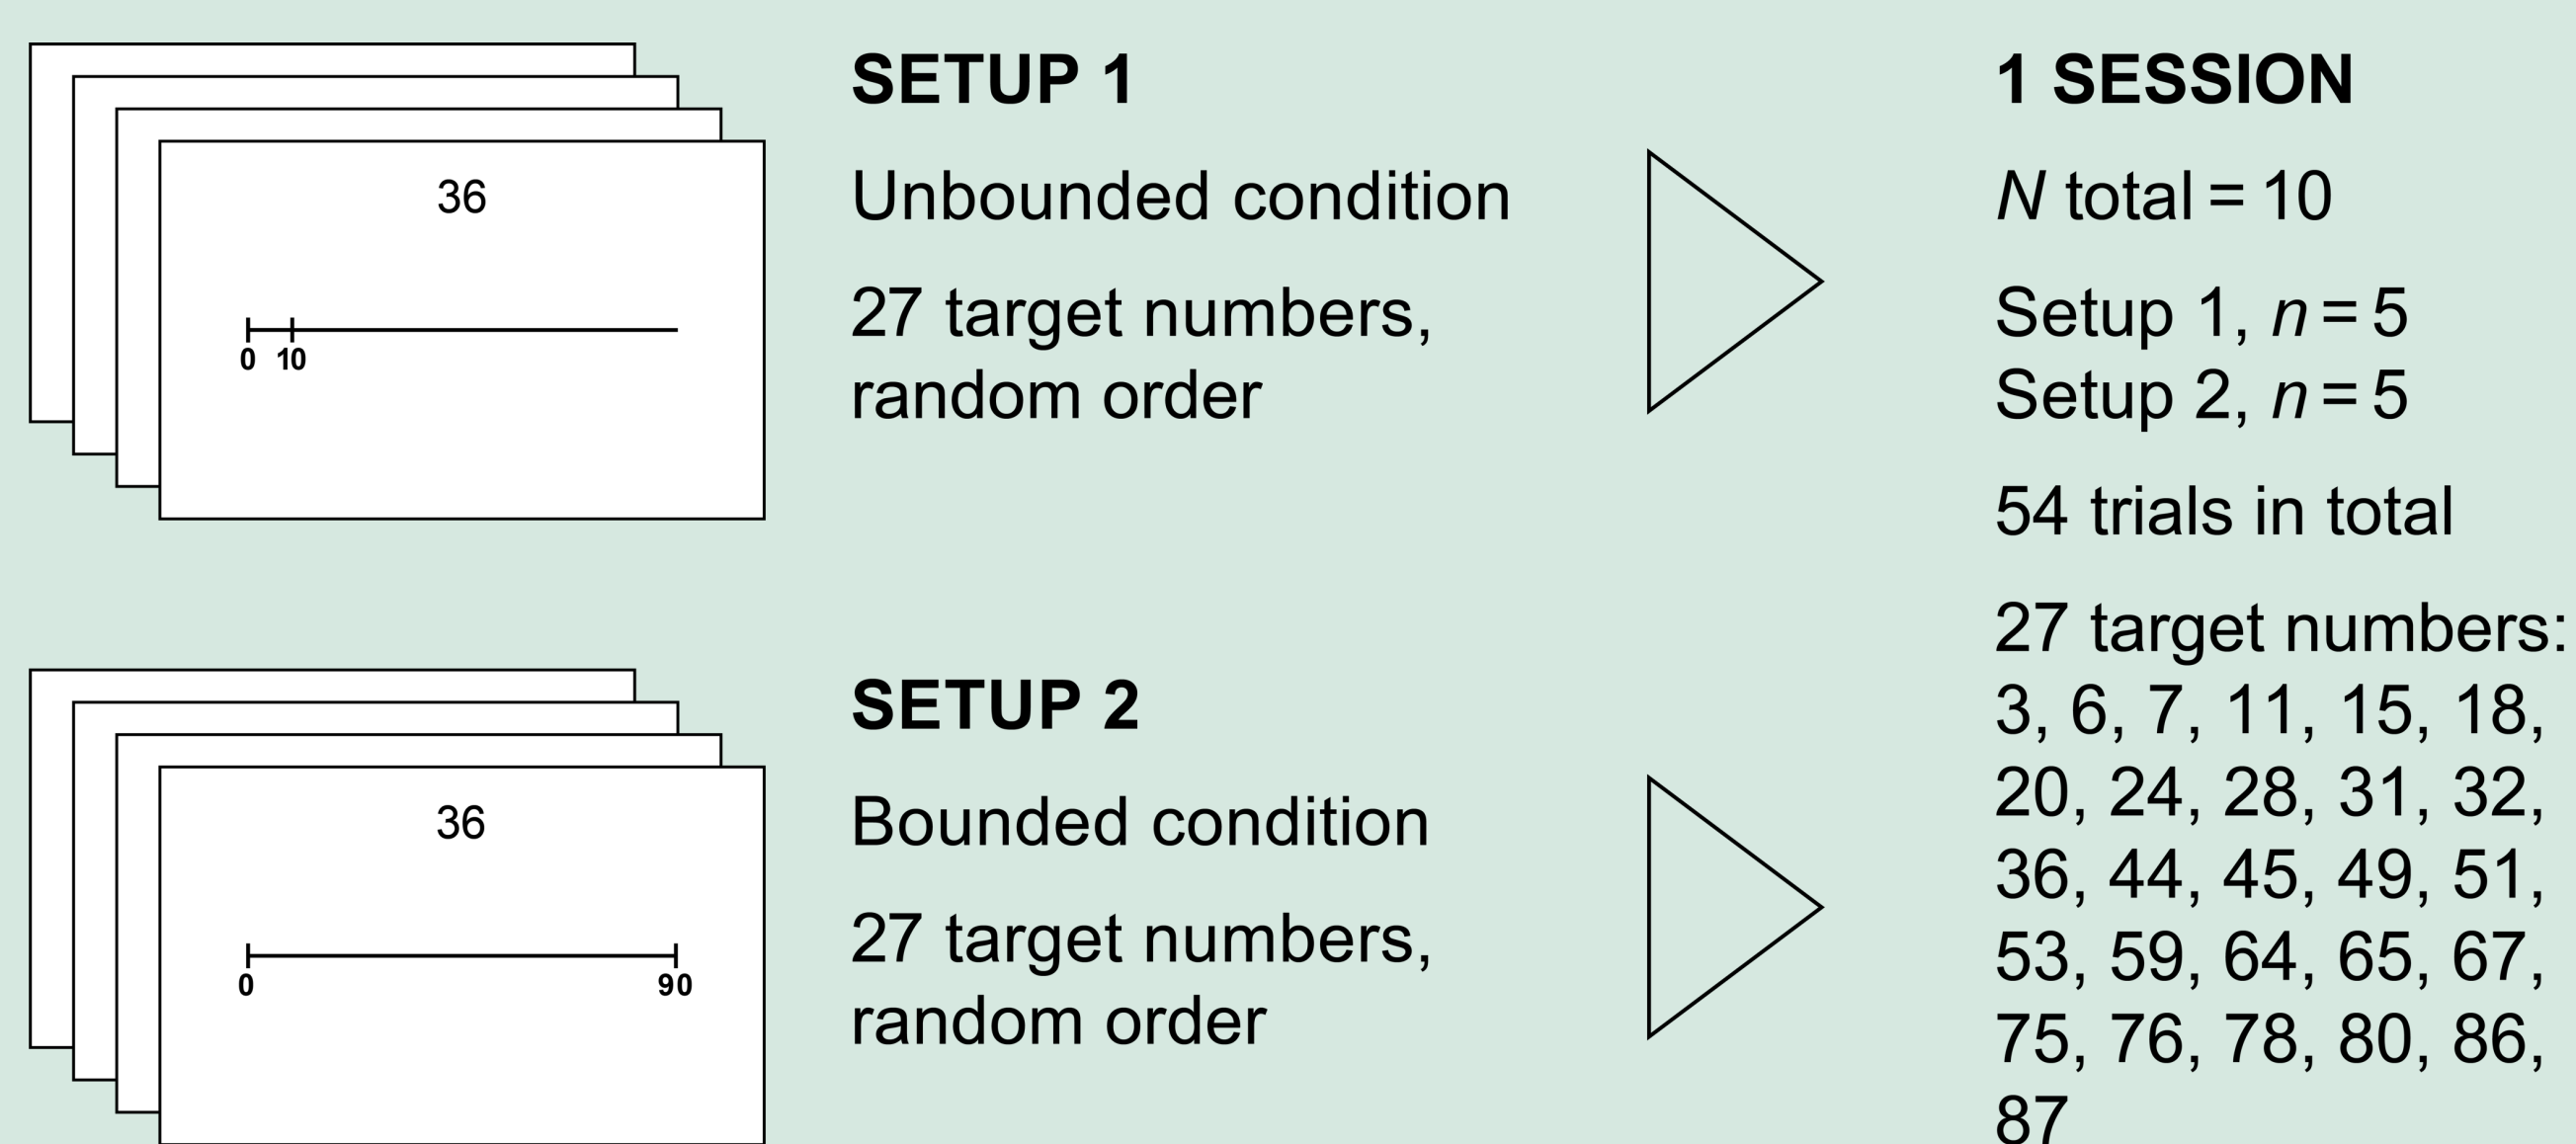 36
0 10
SETUP 1
Unbounded condition
27 target numbers,
random order
36
0 90
SETUP 2
Bounded condition
27 target numbers,
random order
1 SESSION
N total = 10
Setup 1, n = 5
Setup 2, n = 5
54 trials in total
27 target numbers:
3, 6, 7, 11, 15, 18,
20, 24, 28, 31, 32,
36, 44, 45, 49, 51,
53, 59, 64, 65, 67,
75, 76, 78, 80, 86,
87